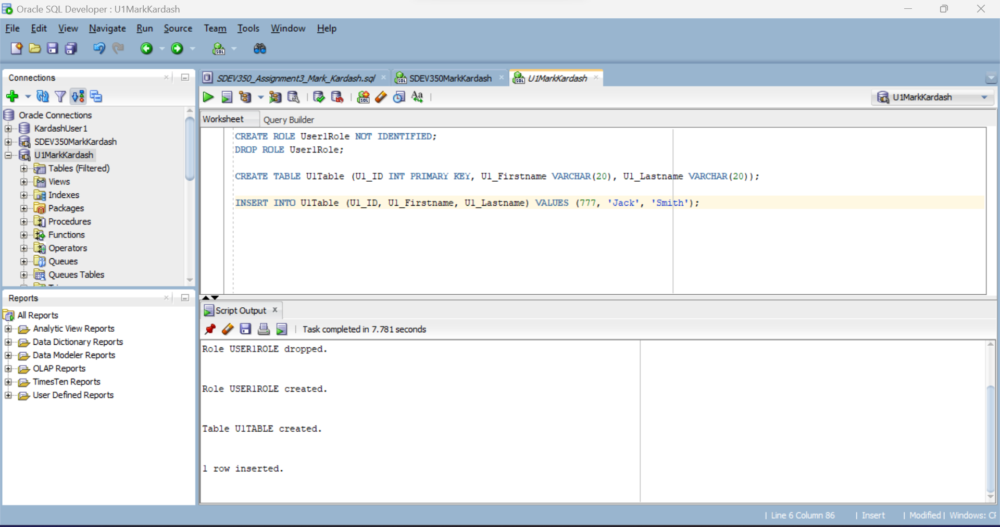 Oracle SQL Developer : U1MarkKardash
File Edit View Navigate Run Source Team Tools Window Help
Connections
Oracle Connections
KardashUser1
SDEV350MarkKardash
U1MarkKardash
Tables (Filtered)
Views
Indexes
Packages
Procedures
Functions
Operators
Queues
Queues Tables
Reports
All Reports
Analytic View Reports
Data Dictionary Reports
Data Modeler Reports
OLAP Reports
TimesTen Reports
User Defined Reports
SDEV350_Assignment3_Mark_Kardash.sql SDEV350MarkKardash U1MarkKardash
U1MarkKardash
Worksheet Query Builder
CREATE ROLE User1Role NOT IDENTIFIED;
DROP ROLE User1Role;
CREATE TABLE U1Table (U1_ID INT PRIMARY KEY, U1_Firstname VARCHAR(20), U1_Lastname VARCHAR(20));
INSERT INTO U1Table (U1_ID, U1_Firstname, U1_Lastname) VALUES (777, 'Jack', 'Smith');
Script Output
Task completed in 7.781 seconds
Role USER1ROLE dropped.
Role USER1ROLE created.
Table U1TABLE created.
1 row inserted.
| Line 6 Column 86 | Insert | Modified | Windows: CF